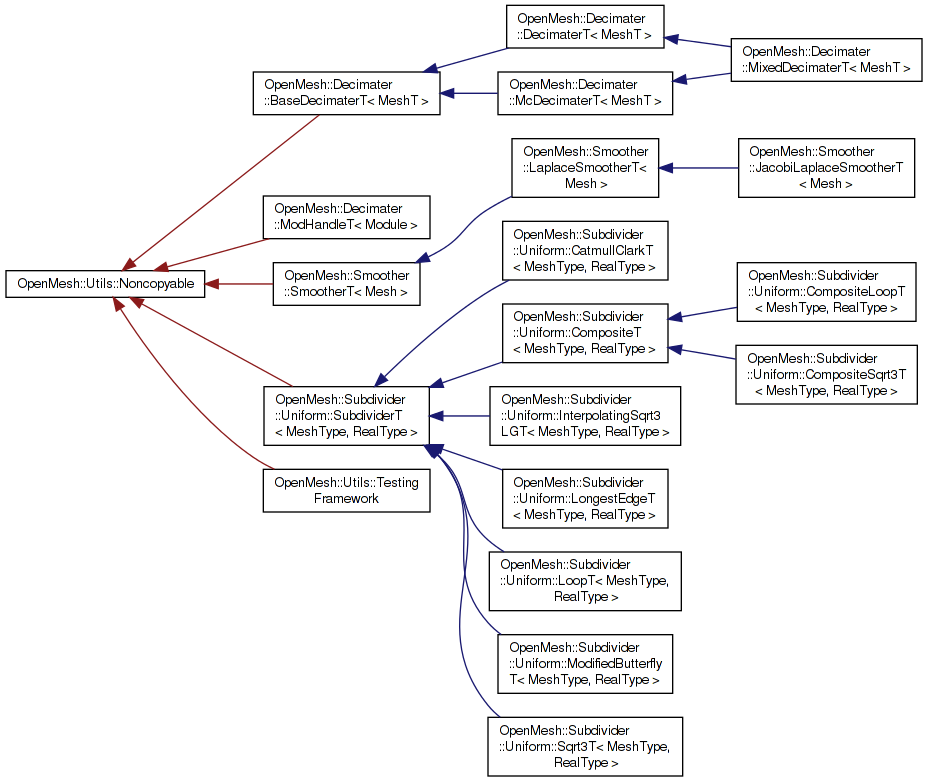 OpenMesh::Utils::Noncopyable
OpenMesh::Decimater
::BaseDecimaterT< MeshT >
OpenMesh::Decimater
::DecimaterT< MeshT >
OpenMesh::Decimater
::McDecimaterT< MeshT >
OpenMesh::Decimater
::MixedDecimaterT< MeshT >
OpenMesh::Decimater
::ModHandleT< Module >
OpenMesh::Smoother
::SmootherT< Mesh >
OpenMesh::Smoother
::LaplaceSmootherT<
Mesh >
OpenMesh::Smoother
::JacobiLaplaceSmootherT
< Mesh >
OpenMesh::Subdivider
::Uniform::SubdividerT
< MeshType, RealType >
OpenMesh::Subdivider
::Uniform::CatmullClarkT
< MeshType, RealType >
OpenMesh::Subdivider
::Uniform::CompositeT
< MeshType, RealType >
OpenMesh::Subdivider
::Uniform::CompositeLoopT
< MeshType, RealType >
OpenMesh::Subdivider
::Uniform::CompositeSqrt3T
< MeshType, RealType >
OpenMesh::Subdivider
::Uniform::InterpolatingSqrt3
LGT< MeshType, RealType >
OpenMesh::Subdivider
::Uniform::LongestEdgeT
< MeshType, RealType >
OpenMesh::Subdivider
::Uniform::LoopT< MeshType,
RealType >
OpenMesh::Subdivider
::Uniform::ModifiedButterfly
T< MeshType, RealType >
OpenMesh::Subdivider
::Uniform::Sqrt3T< MeshType,
RealType >
OpenMesh::Utils::Testing
Framework